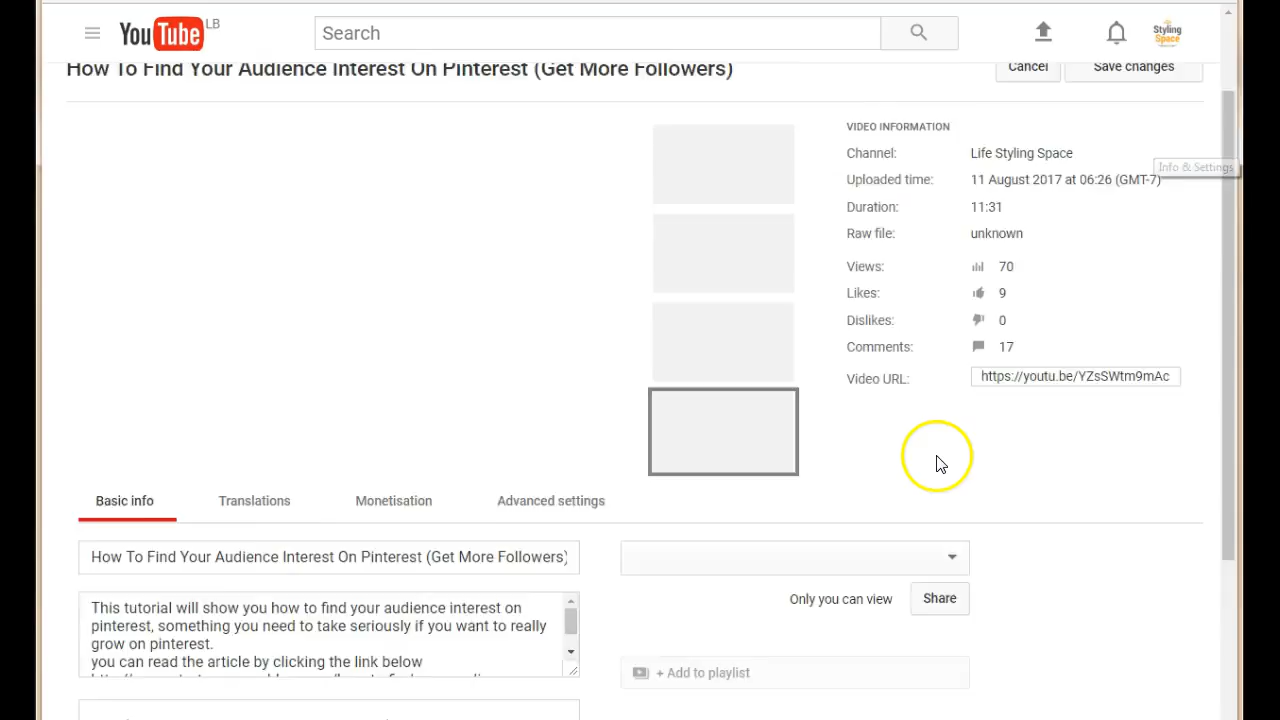 YouTube LB
Search
Styling
Space
How To Find Your Audience Interest On Pinterest (Get More Followers)
Cancel
Save changes
VIDEO INFORMATION
Channel: Life Styling Space
Info & Settings
Uploaded time: 11 August 2017 at 06:26 (GMT-7)
Duration: 11:31
Raw file: unknown
Views: 70
Likes: 9
Dislikes: 0
Comments: 17
Video URL: https://youtu.be/YZsSWtm9mAc
Basic info
Translations
Monetisation
Advanced settings
How To Find Your Audience Interest On Pinterest (Get More Followers)
This tutorial will show you how to find your audience interest on
pinterest, something you need to take seriously if you want to really
grow on pinterest.
you can read the article by clicking the link below
Only you can view
Share
+ Add to playlist